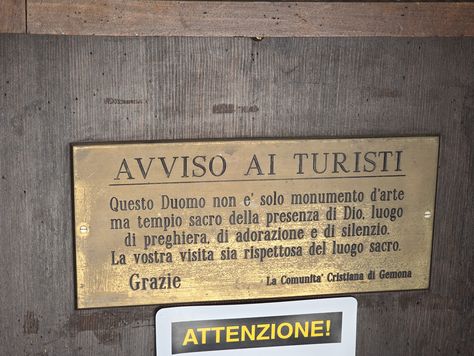 AVVISO AI TURISTI
Questo Duomo non e' solo monumento d'arte
ma tempio sacro della presenza di Dio, luogo
di preghiera, di adorazione e di silenzio.
La vostra visita sia rispettosa del luogo sacro.
Grazie La Comunita' Cristiana di Gemona
ATTENZIONE!